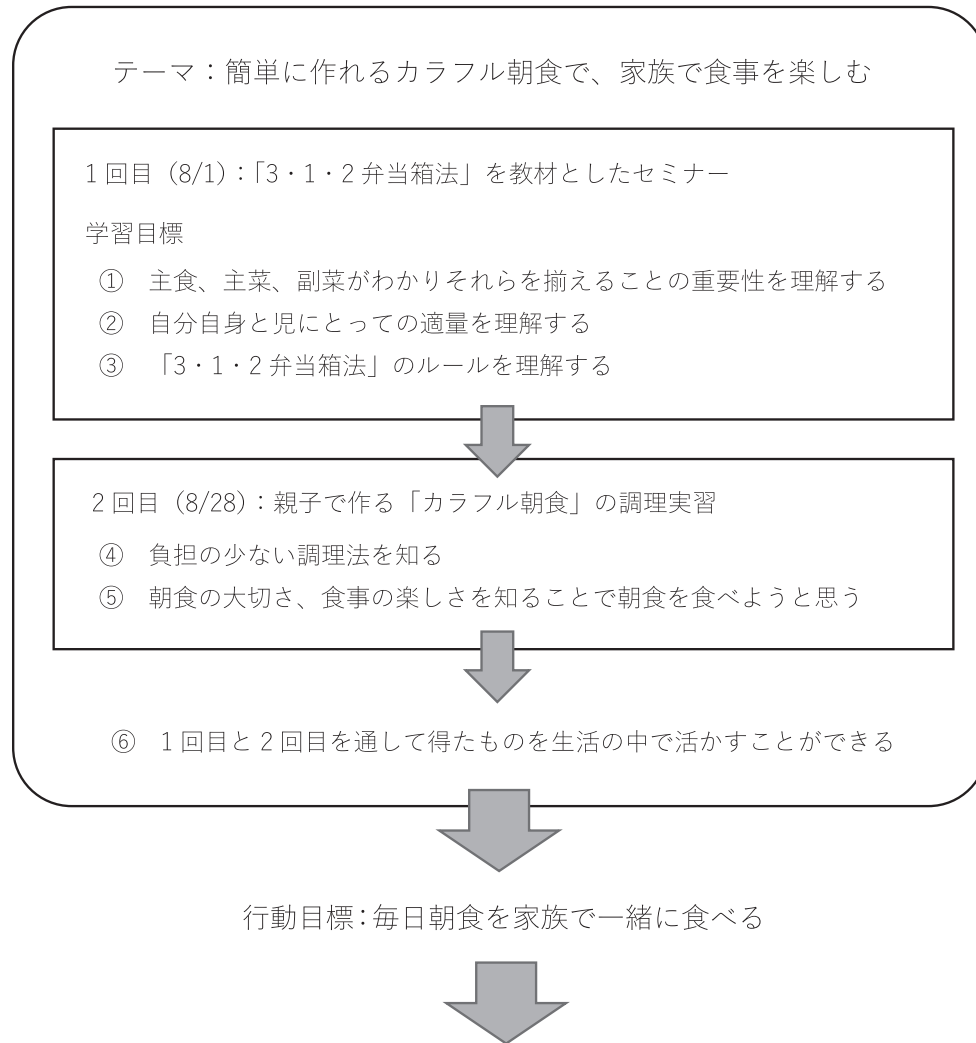 テーマ：簡単に作れるカラフル朝食で、家族で食事を楽しむ
1回目（8/1）：「3・1・2弁当箱法」を教材としたセミナー
学習目標
① 主食、主菜、副菜がわかりそれらを揃えることの重要性を理解する
② 自分自身と児にとっての適量を理解する
③ 「3・1・2弁当箱法」のルールを理解する
2回目（8/28）：親子で作る「カラフル朝食」の調理実習
④ 負担の少ない調理法を知る
⑤ 朝食の大切さ、食事の楽しさを知ることで朝食を食べようと思う
⑥ 1回目と2回目を通して得たものを生活の中で活かすことができる
行動目標：毎日朝食を家族で一緒に食べる